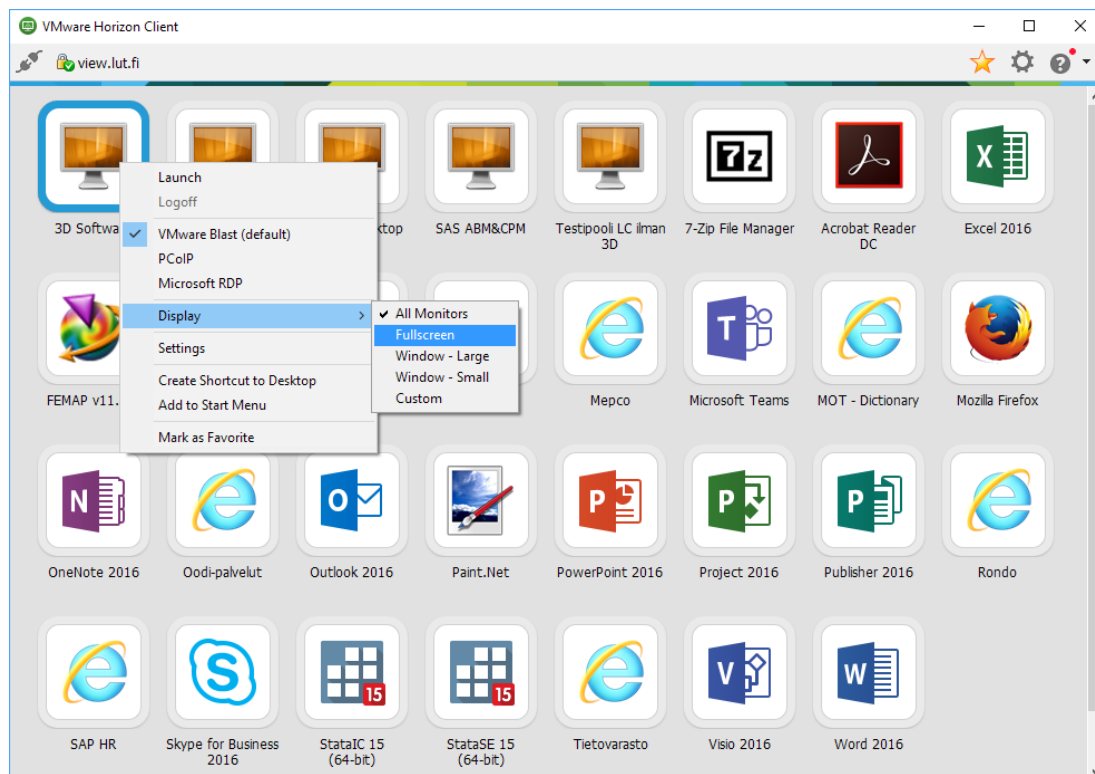 VMware Horizon Client
view.lut.fi
3D Softwa
ktop
SAS ABM&CPM
Testipooli LC ilman
3D
7z
7-Zip File Manager
Acrobat Reader
DC
X
Excel 2016
Launch
Logoff
VMware Blast (default)
PCoIP
Microsoft RDP
Display
Settings
Create Shortcut to Desktop
Add to Start Menu
Mark as Favorite
All Monitors
Fullscreen
Window - Large
Window - Small
Custom
FEMAP v11.
Mepco
T
Microsoft Teams
MOT - Dictionary
Mozilla Firefox
N
OneNote 2016
Oodi-palvelut
O
Outlook 2016
Paint.Net
P
PowerPoint 2016
P
Project 2016
P
Publisher 2016
Rondo
SAP HR
S
Skype for Business
2016
15
StataIC 15
(64-bit)
15
StataSE 15
(64-bit)
Tietovarasto
V
Visio 2016
W
Word 2016